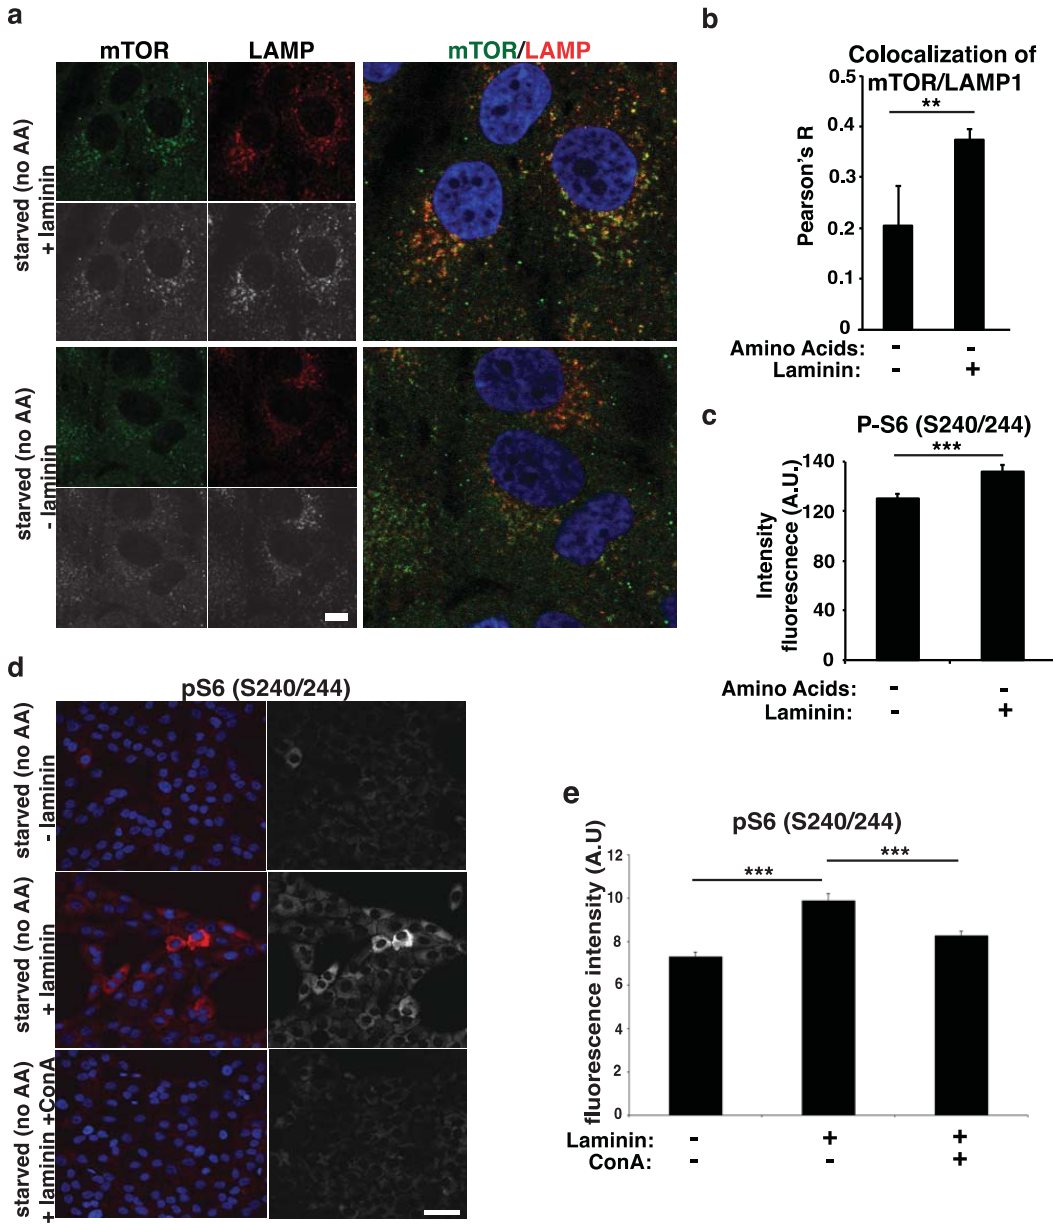 a
mTOR
LAMP
mTOR/LAMP
starved (no AA)
+ laminin
starved (no AA)
- laminin
b
Colocalization of
mTOR/LAMP1
**
0.5
0.4
0.3
0.2
0.1
0
Pearson's R
Amino Acids: - -
Laminin: - +
c
P-S6 (S240/244)
***
140
120
80
40
0
Intensity
fluorescnece (A.U.)
Amino Acids: - -
Laminin: - +
d
pS6 (S240/244)
starved (no AA)
- laminin
starved (no AA)
+ laminin
starved (no AA)
+ laminin +ConA
e
pS6 (S240/244)
***
***
12
10
8
6
4
2
0
fluorescence intensity (A.U)
Laminin: - + +
ConA: - - +